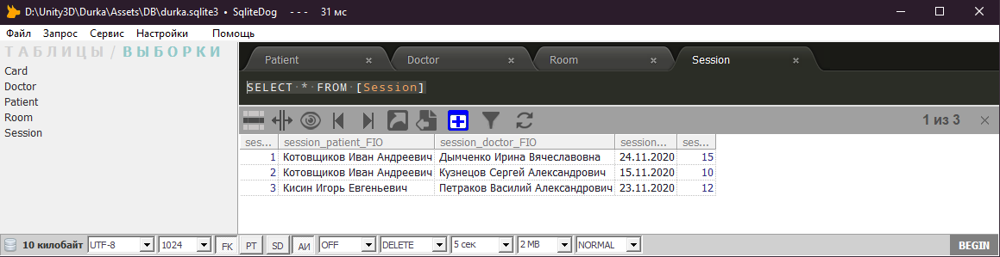 D:\Unity3D\Durka\Assets\DB\durka.sqlite3 • SqliteDog - - - 31 мс
Файл Запрос Сервис Настройки Помощь
ТАБЛИЦЫ/ВЫБОРКИ
Card
Doctor
Patient
Room
Session
Patient × Doctor × Room × Session ×
SELECT * FROM [Session]
1 из 3 ×
ses... session_patient_FIO session_doctor_FIO session... ses...
1 Котовщиков Иван Андреевич Дымченко Ирина Вячеславовна 24.11.2020 15
2 Котовщиков Иван Андреевич Кузнецов Сергей Александрович 15.11.2020 10
3 Кисин Игорь Евгеньевич Петраков Василий Александрович 23.11.2020 12
10 килобайт UTF-8 1024 FK PT SD АИ OFF DELETE 5 сек 2 MB NORMAL BEGIN